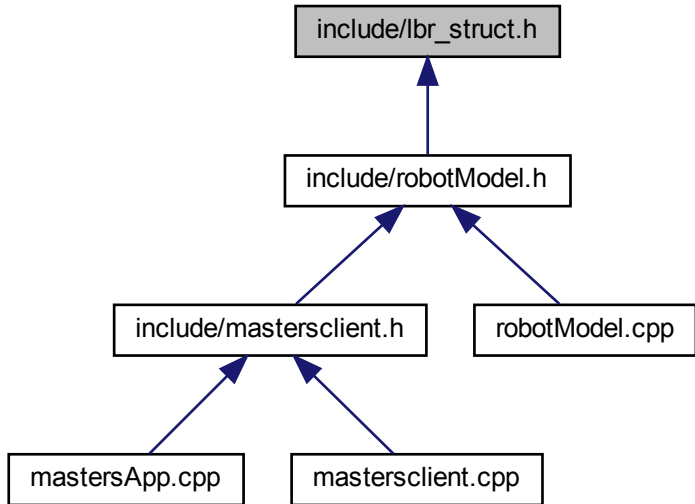 include/lbr_struct.h
include/robotModel.h
include/mastersclient.h
robotModel.cpp
mastersApp.cpp
mastersclient.cpp